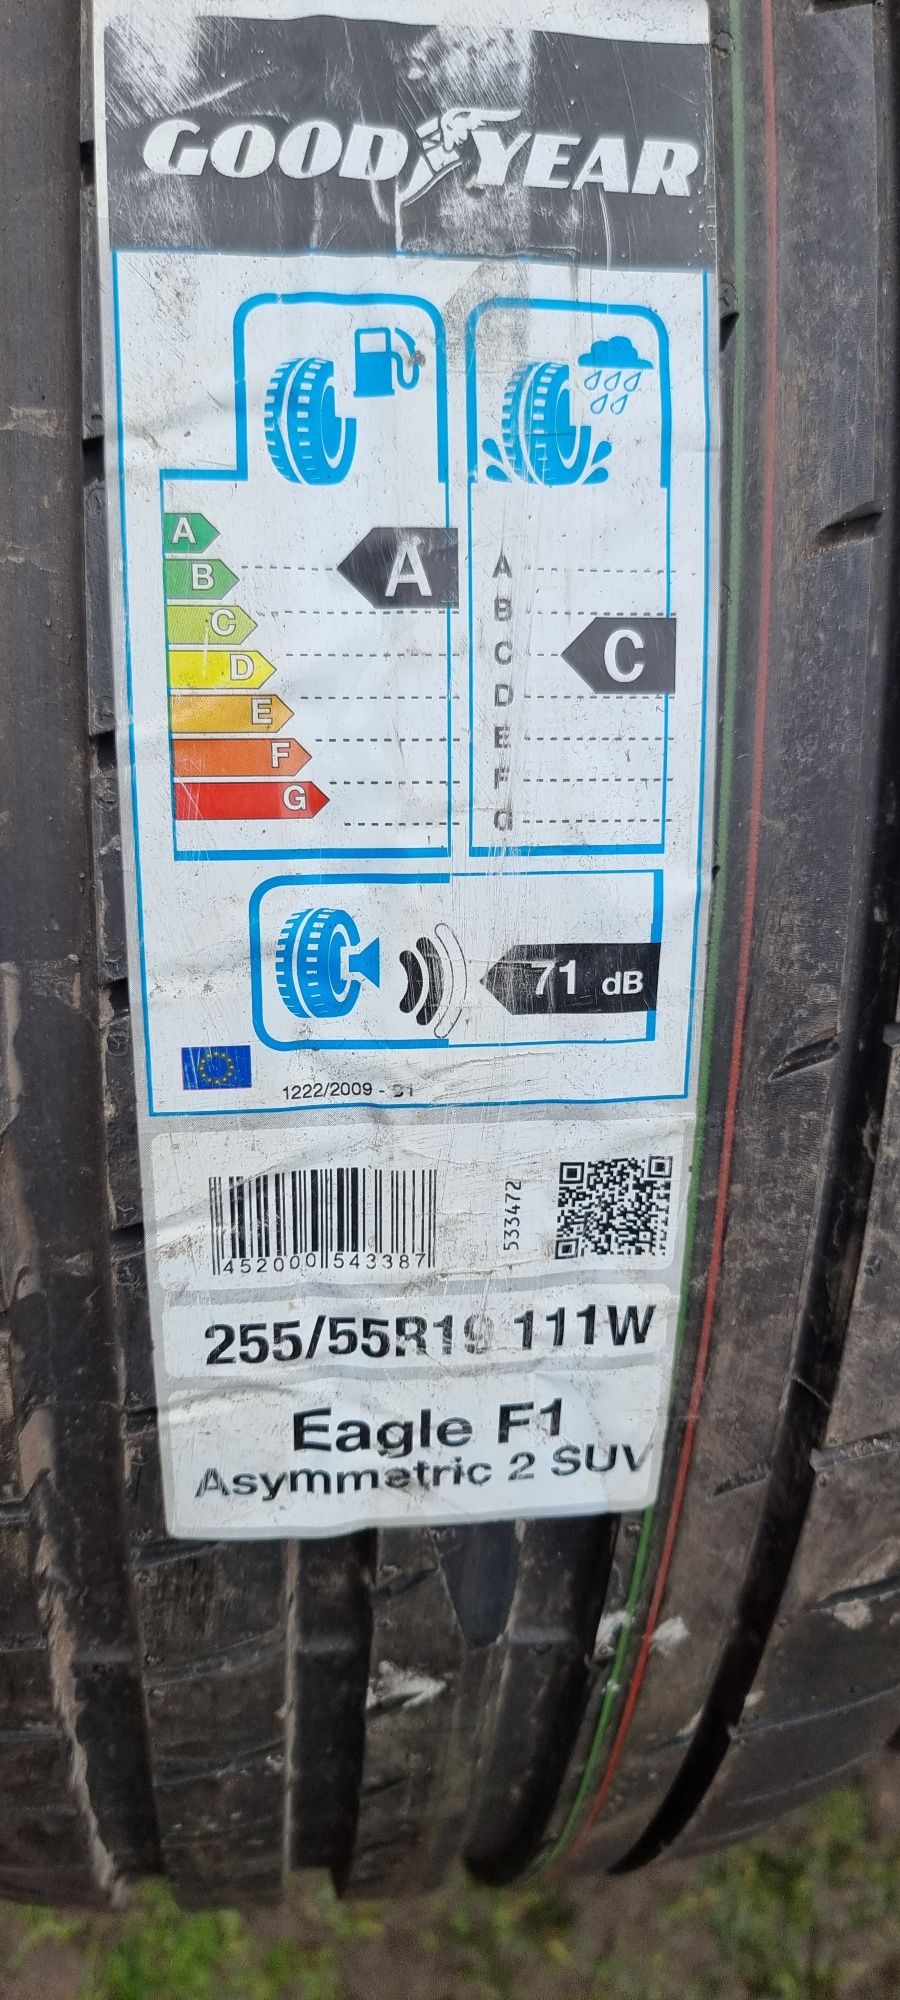 GOODYEAR
A
B
C
D
E
F
G
A
A
B
C
D
E
F
G
C
71 dB
1222/2009 -
452000 543387
533472
255/55R19 111W
Eagle F1
Asymmetric 2 SUV